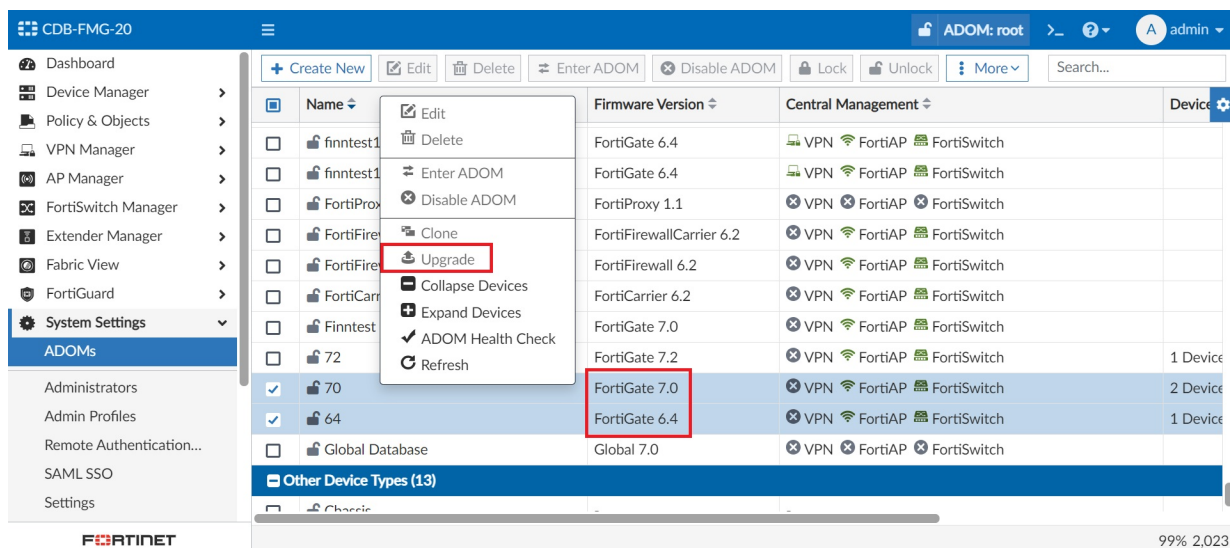 CDB-FMG-20
ADOM: root
>_
?
A admin
Dashboard
Device Manager
Policy & Objects
VPN Manager
AP Manager
FortiSwitch Manager
Extender Manager
Fabric View
FortiGuard
System Settings
ADOMs
Administrators
Admin Profiles
Remote Authentication...
SAML SSO
Settings
FORTINET
+ Create New Edit Delete Enter ADOM Disable ADOM Lock Unlock More Search...
Name Firmware Version Central Management Device
finntest1 FortiGate 6.4 VPN FortiAP FortiSwitch
finntest1 FortiGate 6.4 VPN FortiAP FortiSwitch
FortiProx FortiProxy 1.1 VPN FortiAP FortiSwitch
FortiFire FortiFirewallCarrier 6.2 VPN FortiAP FortiSwitch
FortiFire FortiFirewall 6.2 VPN FortiAP FortiSwitch
FortiCarr FortiCarrier 6.2 VPN FortiAP FortiSwitch
Finntest FortiGate 7.0 VPN FortiAP FortiSwitch
72 FortiGate 7.2 VPN FortiAP FortiSwitch 1 Device
70 FortiGate 7.0 VPN FortiAP FortiSwitch 2 Device
64 FortiGate 6.4 VPN FortiAP FortiSwitch 1 Device
Global Database Global 7.0 VPN FortiAP FortiSwitch
Other Device Types (13)
Chassis - -
Edit
Delete
Enter ADOM
Disable ADOM
Clone
Upgrade
Collapse Devices
Expand Devices
ADOM Health Check
Refresh
99% 2,023